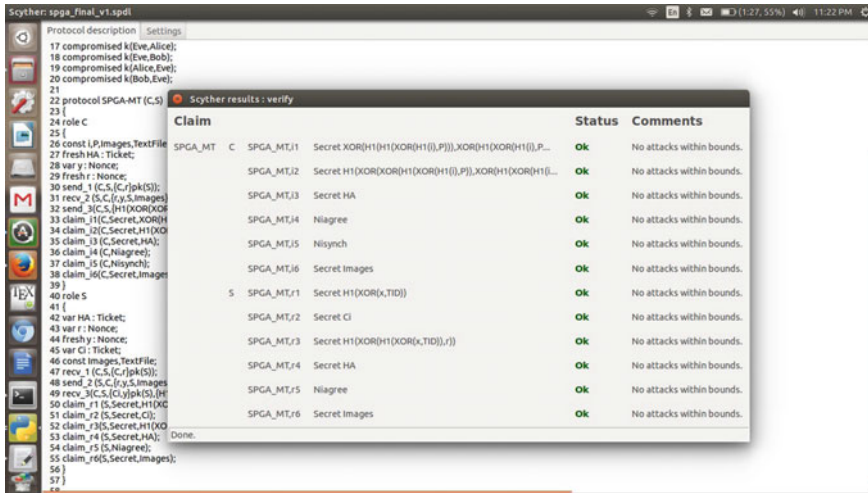 Scyther: spga_final_v1.spdl
En (1:27, 55%) 11:22 PM
Protocol description Settings
17 compromised k(Eve,Alice);
18 compromised k(Eve,Bob);
19 compromised k(Alice,Eve);
20 compromised k(Bob,Eve);
21
22 protocol SPGA-MT (C,S)
23 {
24 role C
25 {
26 const i,P,Images,TextFile
27 fresh HA : Ticket;
28 var y : Nonce;
29 fresh r : Nonce;
30 send_1 (C,S,{C,r}pk(S));
31 recv_2 (S,C,{r,y,S,Images}
32 send_3(C,S,{H1(XOR(XOR
33 claim_i1(C,Secret,XOR(H
34 claim_i2(C,Secret,H1(XO
35 claim_i3 (C,Secret,HA);
36 claim_i4 (C,Niagree);
37 claim_i5 (C,Nisynch);
38 claim_i6(C,Secret,Images
39 }
40 role S
41 {
42 var HA : Ticket;
43 var r : Nonce;
44 fresh y : Nonce;
45 var Ci : Ticket;
46 const Images,TextFile;
47 recv_1 (C,S,{C,r}pk(S));
48 send_2 (S,C,{r,y,S,Images
49 recv_3(C,S,{Ci,y}pk(S),{H
50 claim_r1 (S,Secret,H1(XO
51 claim_r2 (S,Secret,Ci);
52 claim_r3(S,Secret,H1(XO
53 claim_r4 (S,Secret,HA);
54 claim_r5 (S,Niagree);
55 claim_r6(S,Secret,Images);
56 }
57 }
58
Scyther results : verify
Claim Status Comments
SPGA_MT C SPGA_MT,i1 Secret XOR(H1(H1(XOR(H1(i),P))),XOR(H1(XOR(H1(i),P... Ok No attacks within bounds.
SPGA_MT,i2 Secret H1(XOR(XOR(H1(XOR(H1(i),P)),XOR(H1(XOR(H1(i... Ok No attacks within bounds.
SPGA_MT,i3 Secret HA Ok No attacks within bounds.
SPGA_MT,i4 Niagree Ok No attacks within bounds.
SPGA_MT,i5 Nisynch Ok No attacks within bounds.
SPGA_MT,i6 Secret Images Ok No attacks within bounds.
S SPGA_MT,r1 Secret H1(XOR(x,TID)) Ok No attacks within bounds.
SPGA_MT,r2 Secret Ci Ok No attacks within bounds.
SPGA_MT,r3 Secret H1(XOR(H1(XOR(x,TID)),r)) Ok No attacks within bounds.
SPGA_MT,r4 Secret HA Ok No attacks within bounds.
SPGA_MT,r5 Niagree Ok No attacks within bounds.
SPGA_MT,r6 Secret Images Ok No attacks within bounds.
Done.